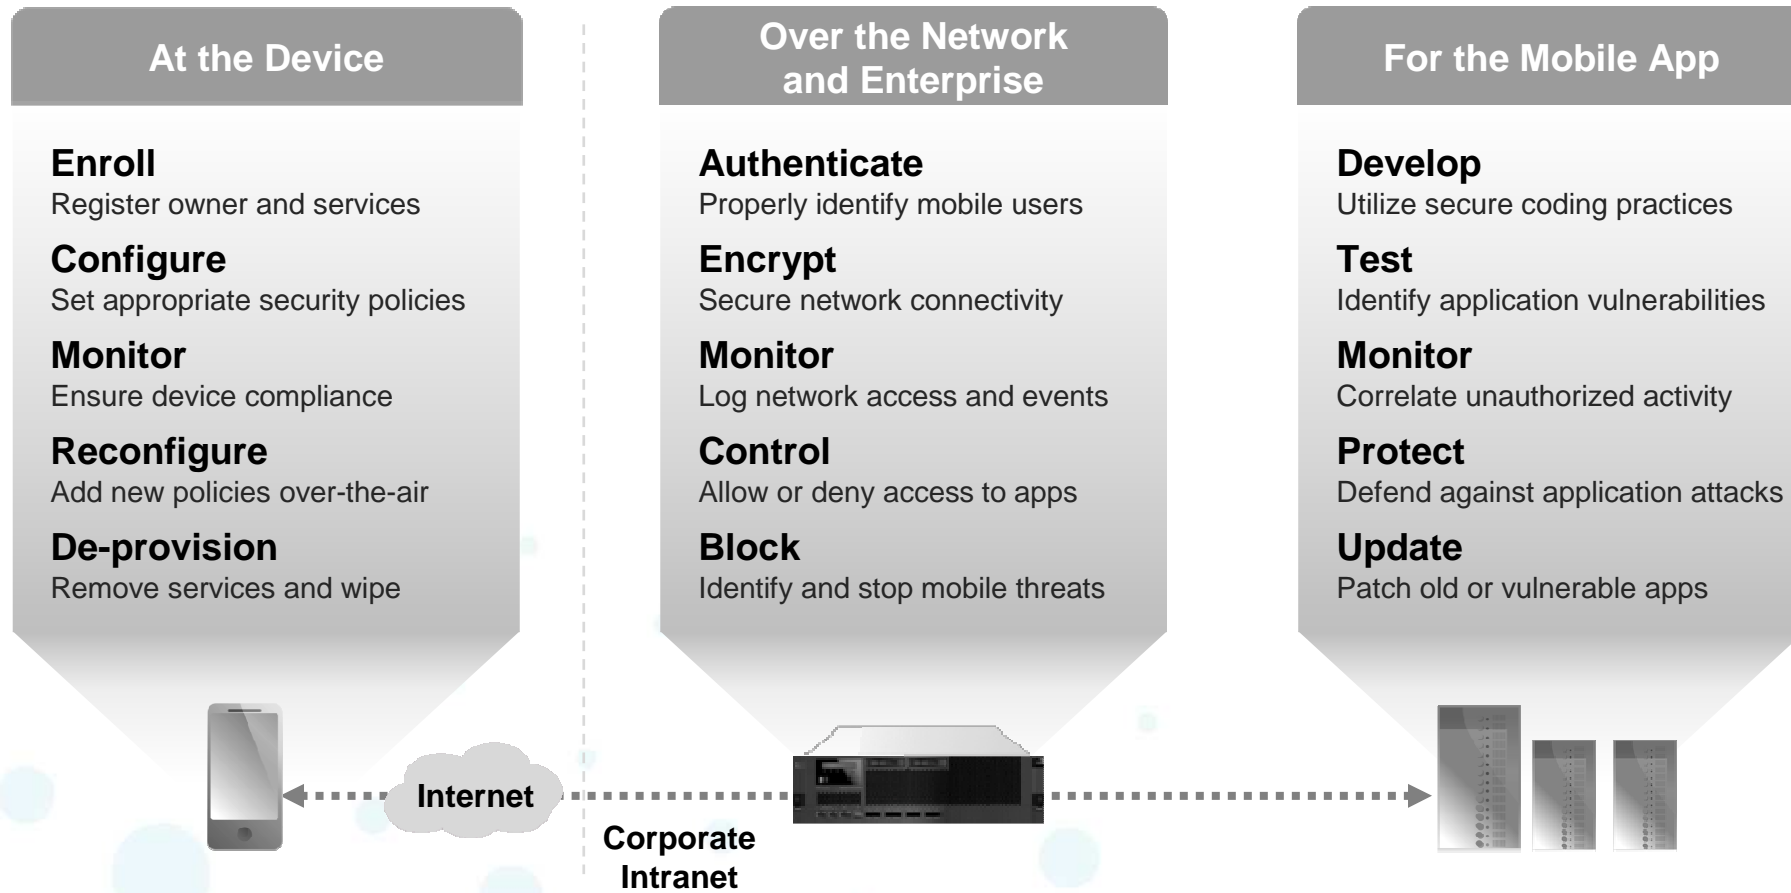 At the Device
Enroll
Register owner and services
Configure
Set appropriate security policies
Monitor
Ensure device compliance
Reconfigure
Add new policies over-the-air
De-provision
Remove services and wipe
Over the Network
and Enterprise
Authenticate
Properly identify mobile users
Encrypt
Secure network connectivity
Monitor
Log network access and events
Control
Allow or deny access to apps
Block
Identify and stop mobile threats
For the Mobile App
Develop
Utilize secure coding practices
Test
Identify application vulnerabilities
Monitor
Correlate unauthorized activity
Protect
Defend against application attacks
Update
Patch old or vulnerable apps
Internet
Corporate
Intranet